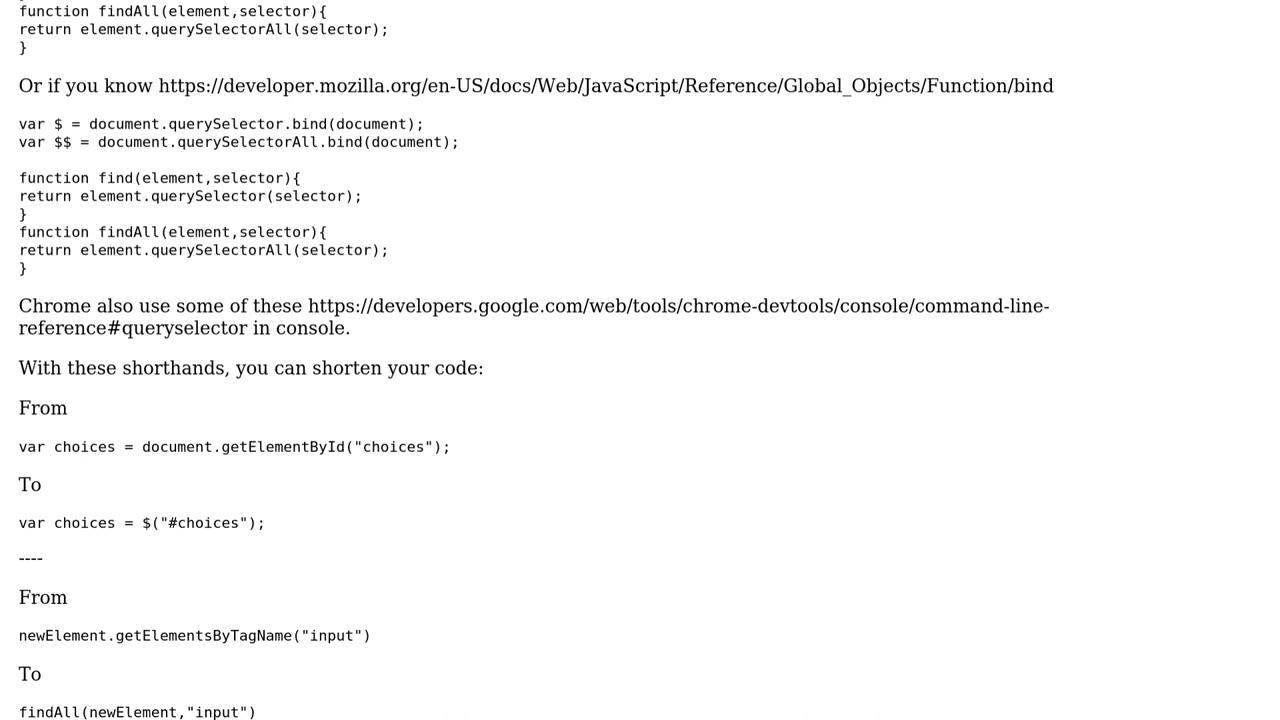 function findAll(element,selector){
return element.querySelectorAll(selector);
}
Or if you know https://developer.mozilla.org/en-US/docs/Web/JavaScript/Reference/Global_Objects/Function/bind
var $ = document.querySelector.bind(document);
var $$ = document.querySelectorAll.bind(document);
function find(element,selector){
return element.querySelector(selector);
}
function findAll(element,selector){
return element.querySelectorAll(selector);
}
Chrome also use some of these https://developers.google.com/web/tools/chrome-devtools/console/command-line-
reference#queryselector in console.
With these shorthands, you can shorten your code:
From
var choices = document.getElementById("choices");
To
var choices = $("#choices");
----
From
newElement.getElementsByTagName("input")
To
findAll(newElement,"input")